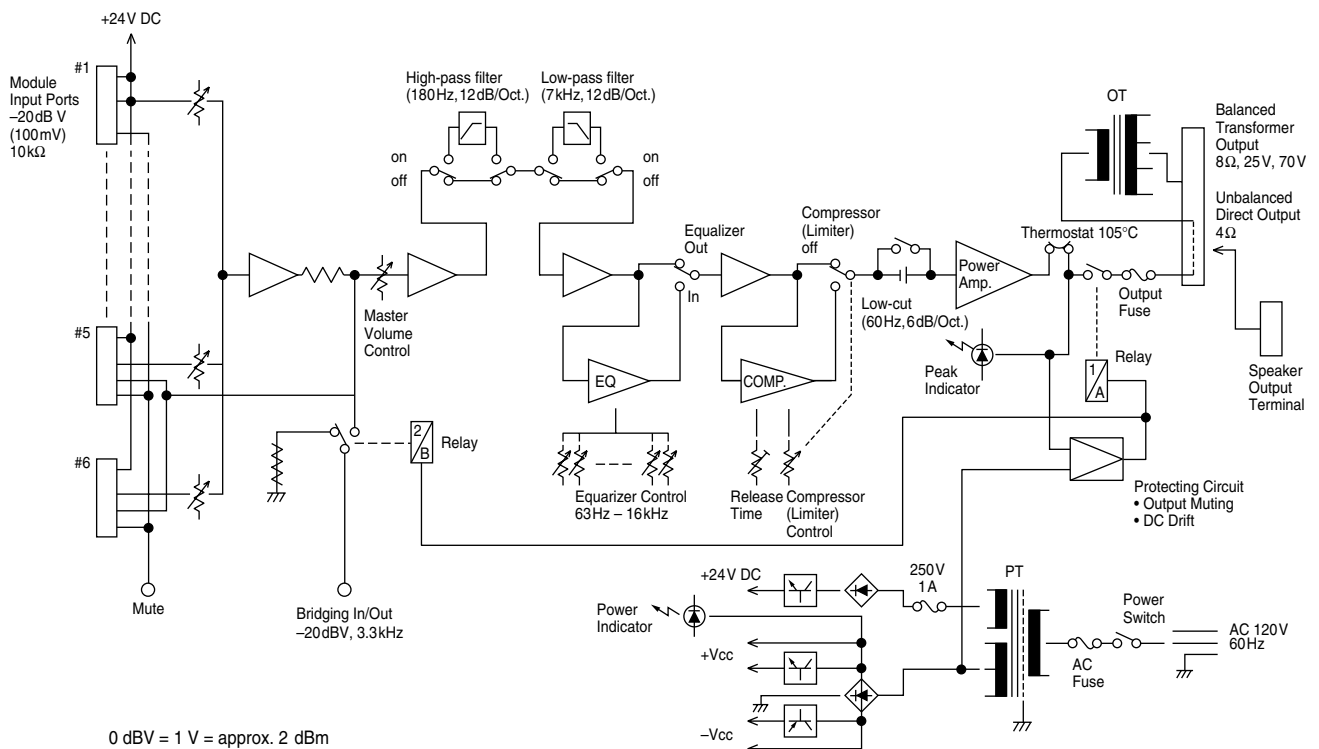 +24V DC
#1
Module
Input Ports
–20dB V
(100mV)
10kΩ
High-pass filter
(180Hz, 12dB/Oct.)
Low-pass filter
(7kHz, 12dB/Oct.)
on
off
on
off
OT
Balanced
Transformer
Output
8Ω, 25V, 70V
Unbalanced
Direct Output
4Ω
Equalizer
Out
In
Compressor
(Limiter)
off
Thermostat 105°C
Power
Amp.
Output
Fuse
Low-cut
(60Hz, 6dB/Oct.)
Master
Volume
Control
#5
EQ
COMP.
Peak
Indicator
1
A
Relay
Speaker
Output
Terminal
2
B
Relay
#6
Equarizer Control
63Hz – 16kHz
Release
Time
Compressor
(Limiter)
Control
Protecting Circuit
• Output Muting
• DC Drift
Mute
Bridging In/Out
–20dBV, 3.3kHz
+24V DC
250V
1A
PT
Power
Indicator
Power
Switch
AC 120V
60Hz
AC
Fuse
+Vcc
–Vcc
0 dBV = 1 V = approx. 2 dBm